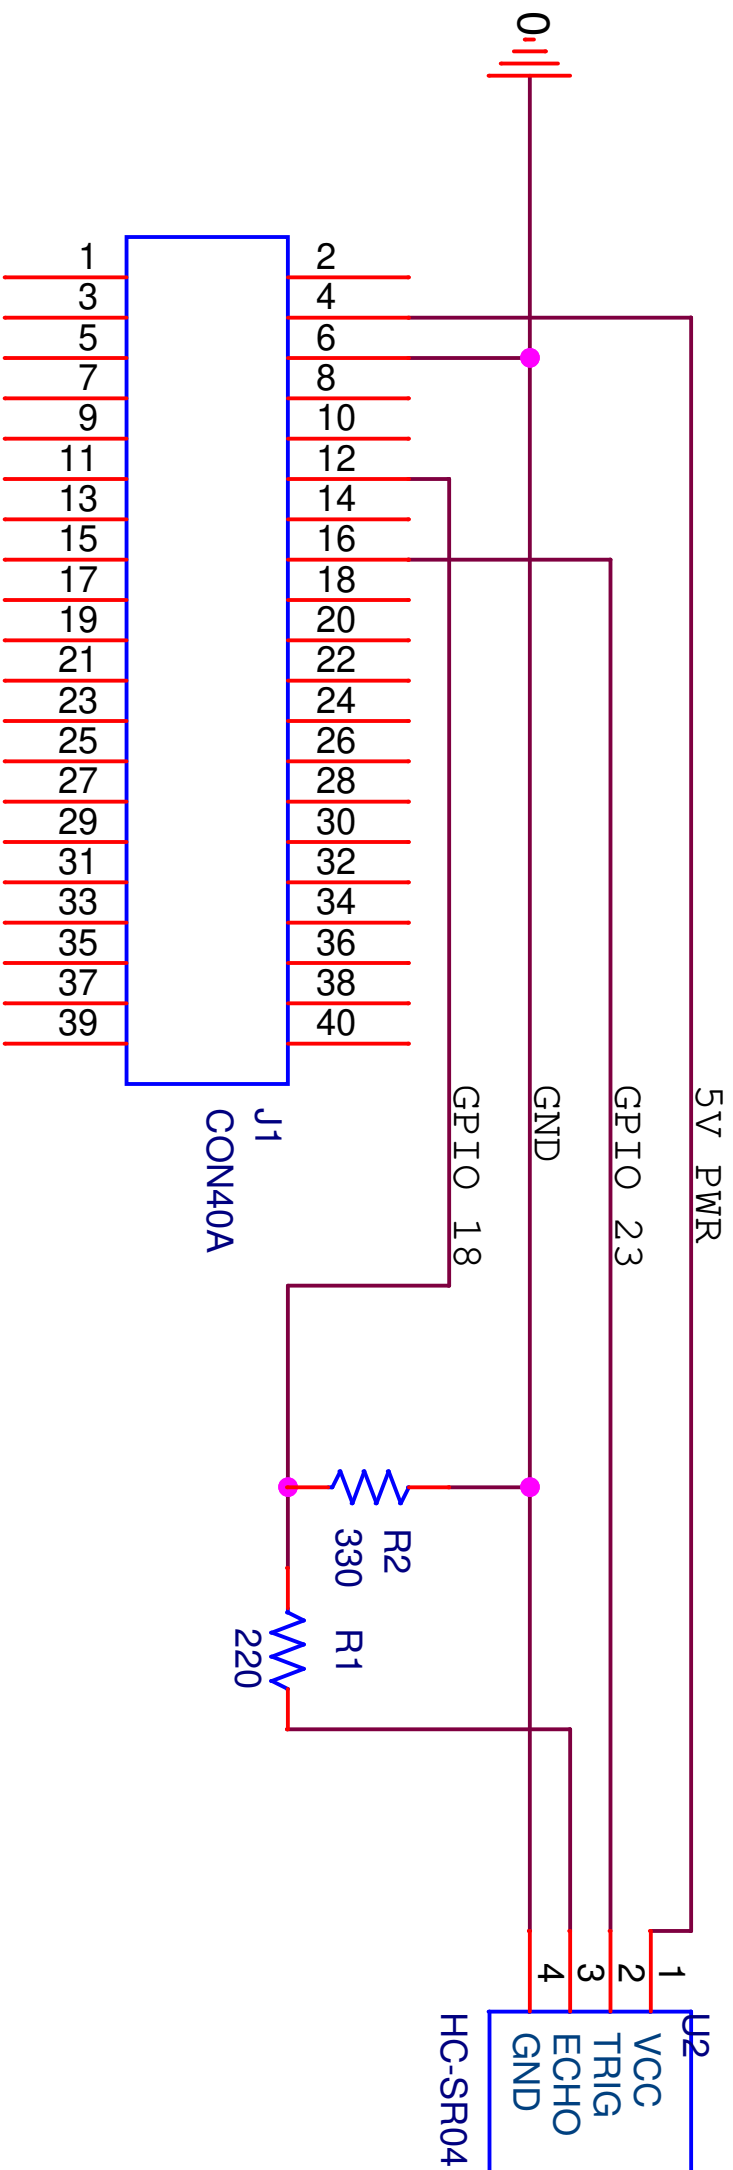 0
1 2
3 4
5 6
7 8
9 10
11 12
13 14
15 16
17 18
19 20
21 22
23 24
25 26
27 28
29 30
31 32
33 34
35 36
37 38
39 40
J1
CON40A
5V PWR
GPIO 23
GND
GPIO 18
R2
330
R1
220
1
2
3
4
U2
VCC
TRIG
ECHO
GND
HC-SR04